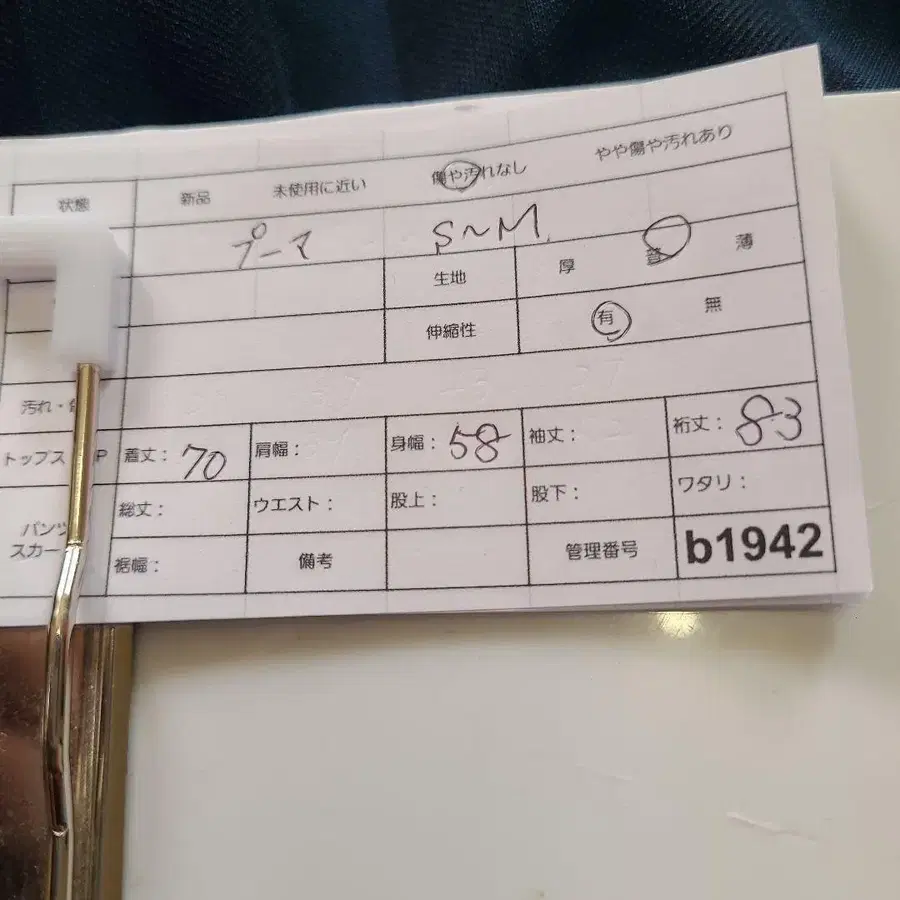 状態 新品 未使用に近い 傷や汚れなし やや傷や汚れあり
プーマ S~M
生地 厚 普 薄
伸縮性 有 無
汚れ・
トップス P 着丈: 70 肩幅: 身幅: 58 袖丈: 裄丈: 83
パンツ 総丈: ウエスト: 股上: 股下: ワタリ:
スカー 裾幅: 備考 管理番号 b1942